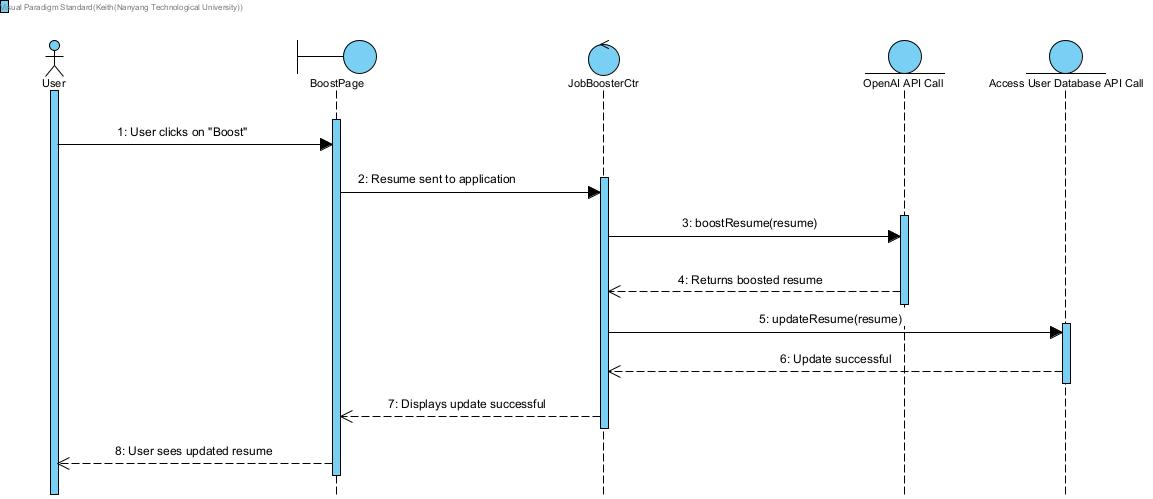 Visual Paradigm Standard(Keith(Nanyang Technological University))
User
BoostPage
JobBoosterCtr
OpenAI API Call
Access User Database API Call
1: User clicks on "Boost"
2: Resume sent to application
3: boostResume(resume)
4: Returns boosted resume
5: updateResume(resume)
6: Update successful
7: Displays update successful
8: User sees updated resume